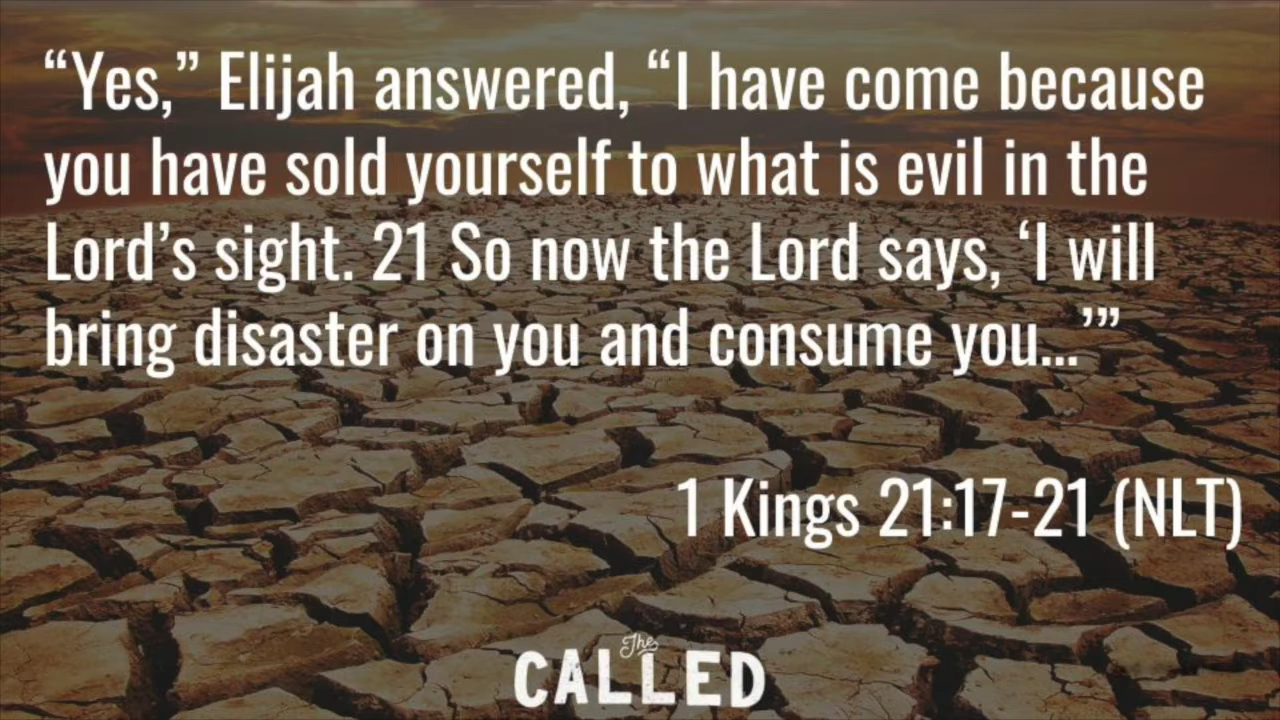 “Yes,” Elijah answered, “I have come because
you have sold yourself to what is evil in the
Lord’s sight. 21 So now the Lord says, ‘I will
bring disaster on you and consume you...’”
1 Kings 21:17-21 (NLT)
The
CALLED